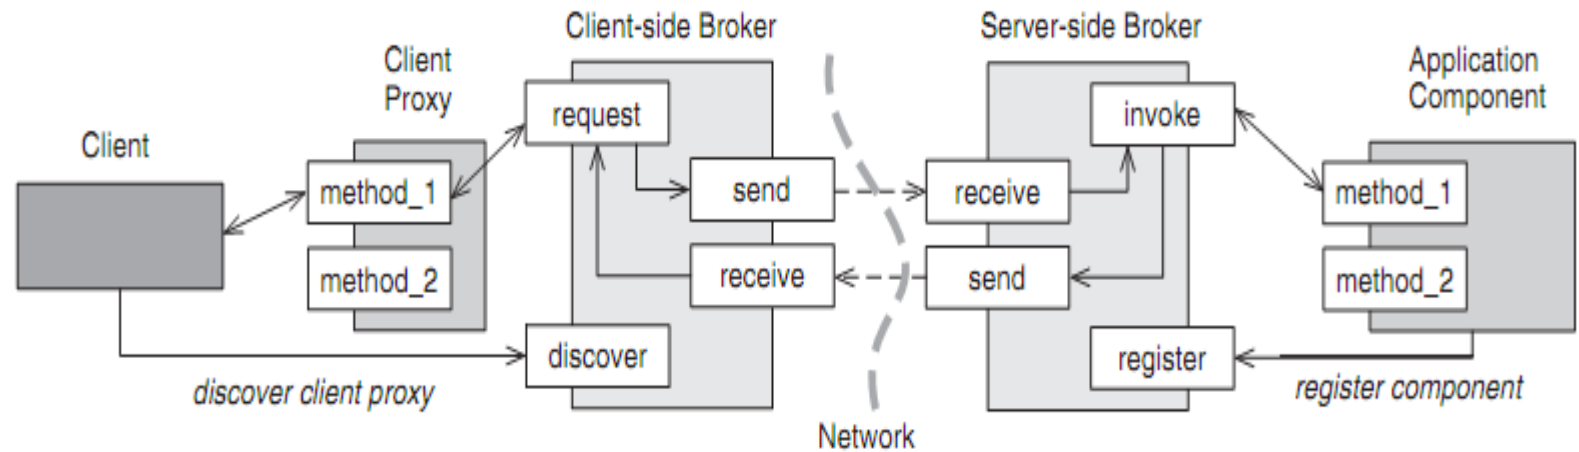 Client-side Broker
Server-side Broker
Client
Proxy
Application
Component
Client
request
invoke
method_1
send
receive
method_1
method_2
receive
send
method_2
discover
register
discover client proxy
register component
Network